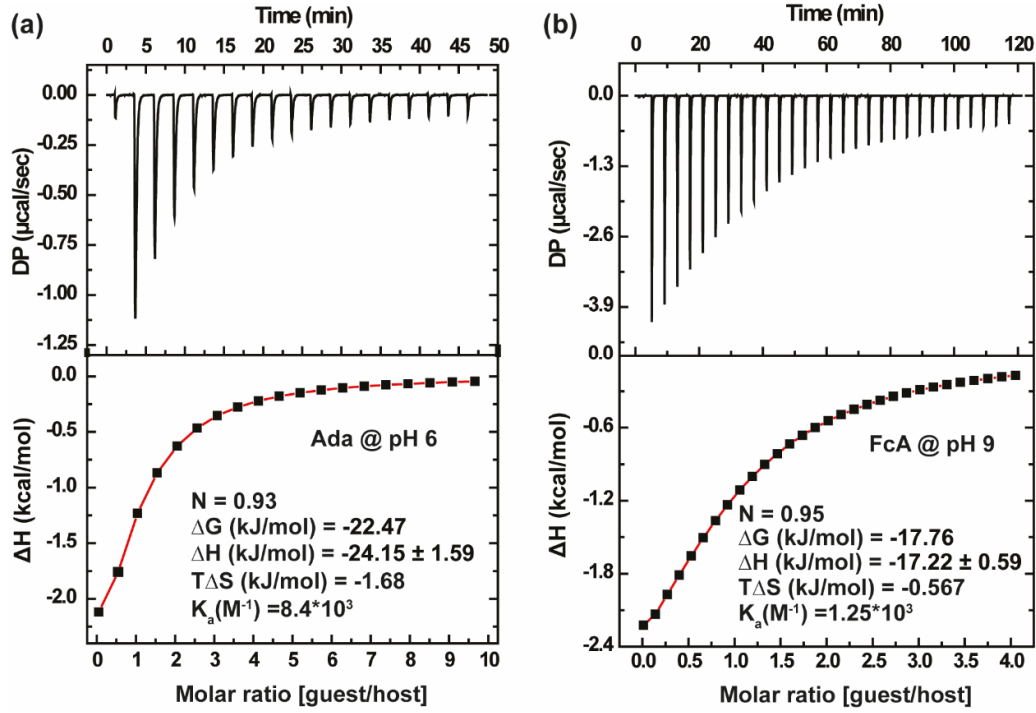 (a)
Time (min)
0 5 10 15 20 25 30 35 40 45 50
0.00
-0.25
-0.50
-0.75
-1.00
-1.25
DP (µcal/sec)
0.0
-0.5
-1.0
-1.5
-2.0
ΔH (kcal/mol)
Ada @ pH 6
N = 0.93
ΔG (kJ/mol) = -22.47
ΔH (kJ/mol) = -24.15 ± 1.59
TΔS (kJ/mol) = -1.68
Kₐ(M⁻¹) =8.4*10³
0 1 2 3 4 5 6 7 8 9 10
Molar ratio [guest/host]
(b)
Time (min)
0 20 40 60 80 100 120
0.0
-1.3
-2.6
-3.9
DP (µcal/sec)
0.0
-0.6
-1.2
-1.8
-2.4
ΔH (kcal/mol)
FcA @ pH 9
N = 0.95
ΔG (kJ/mol) = -17.76
ΔH (kJ/mol) = -17.22 ± 0.59
TΔS (kJ/mol) = -0.567
Kₐ(M⁻¹) =1.25*10³
0.0 0.5 1.0 1.5 2.0 2.5 3.0 3.5 4.0
Molar ratio [guest/host]